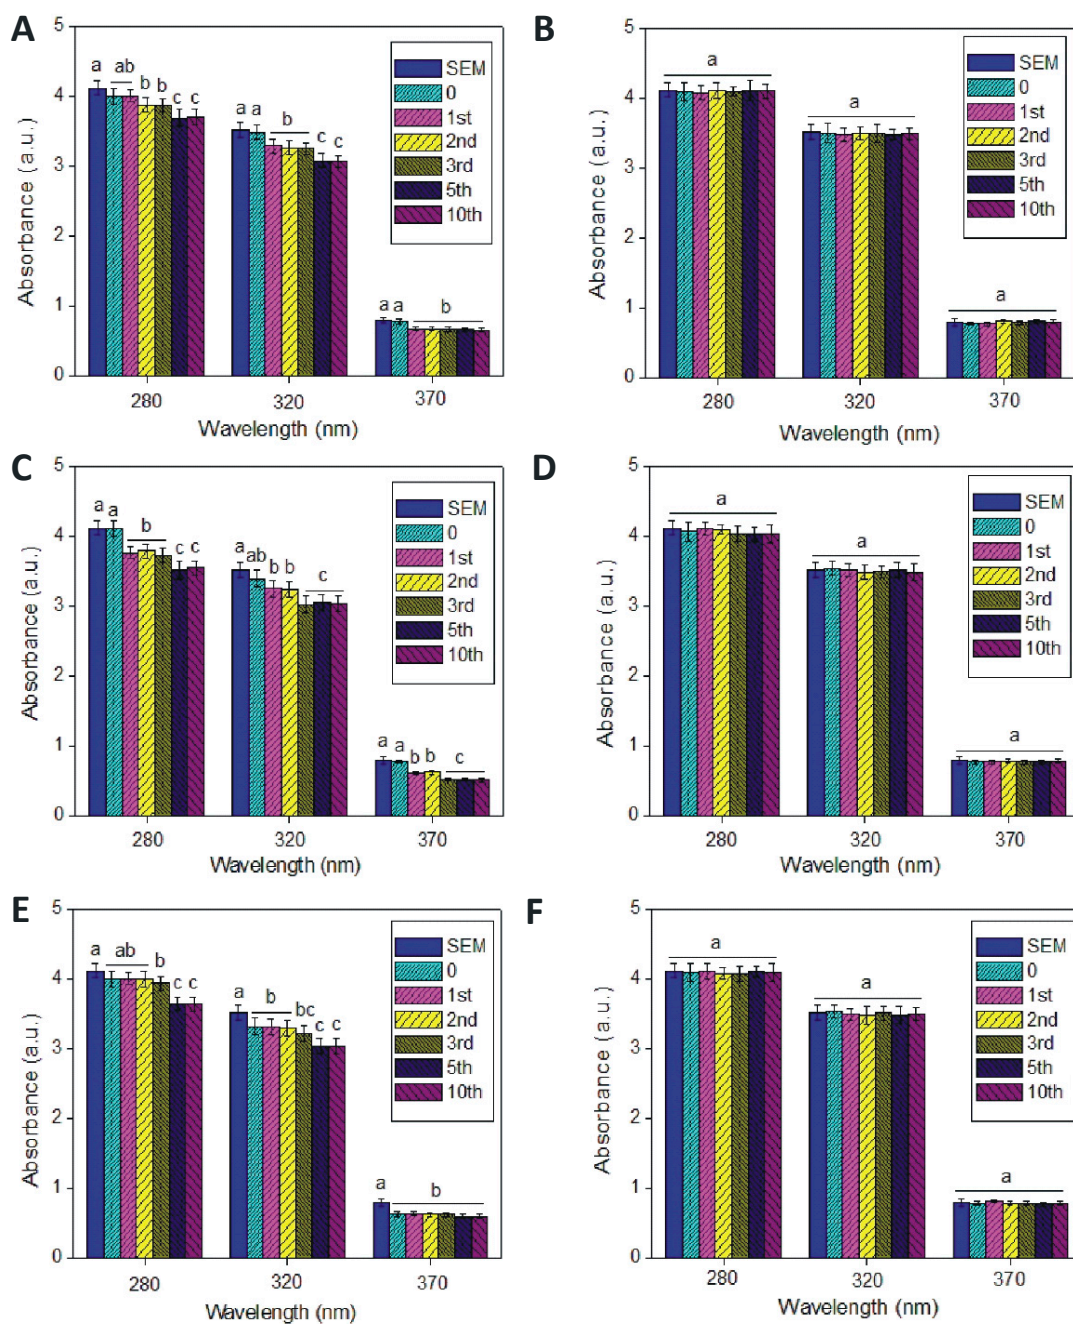 A
Absorbance (a.u.)
5
4
3
2
1
0
a ab b b c c
a a b c c
a a b
SEM
0
1st
2nd
3rd
5th
10th
280 320 370
Wavelength (nm)
B
Absorbance (a.u.)
5
4
3
2
1
0
a
a
a
SEM
0
1st
2nd
3rd
5th
10th
280 320 370
Wavelength (nm)
C
Absorbance (a.u.)
5
4
3
2
1
0
a a b c c
a ab b b c
a a b b c
SEM
0
1st
2nd
3rd
5th
10th
280 320 370
Wavelength (nm)
D
Absorbance (a.u.)
5
4
3
2
1
0
a
a
a
SEM
0
1st
2nd
3rd
5th
10th
280 320 370
Wavelength (nm)
E
Absorbance (a.u.)
5
4
3
2
1
0
a ab b c c
a b bc c c
a b
SEM
0
1st
2nd
3rd
5th
10th
280 320 370
Wavelength (nm)
F
Absorbance (a.u.)
5
4
3
2
1
0
a
a
a
SEM
0
1st
2nd
3rd
5th
10th
280 320 370
Wavelength (nm)